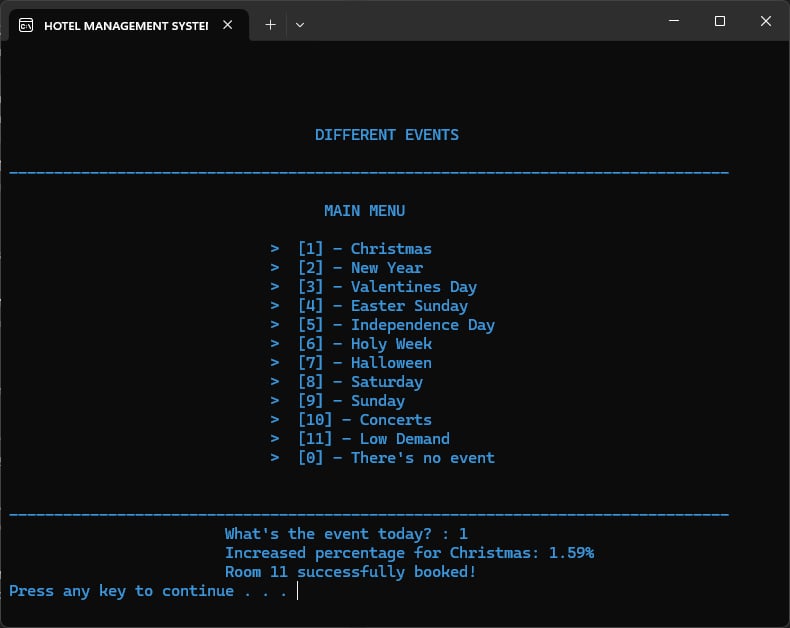 HOTEL MANAGEMENT SYSTEM
DIFFERENT EVENTS
MAIN MENU
> [1] - Christmas
> [2] - New Year
> [3] - Valentines Day
> [4] - Easter Sunday
> [5] - Independence Day
> [6] - Holy Week
> [7] - Halloween
> [8] - Saturday
> [9] - Sunday
> [10] - Concerts
> [11] - Low Demand
> [0] - There's no event
What's the event today? : 1
Increased percentage for Christmas: 1.59%
Room 11 successfully booked!
Press any key to continue . . .